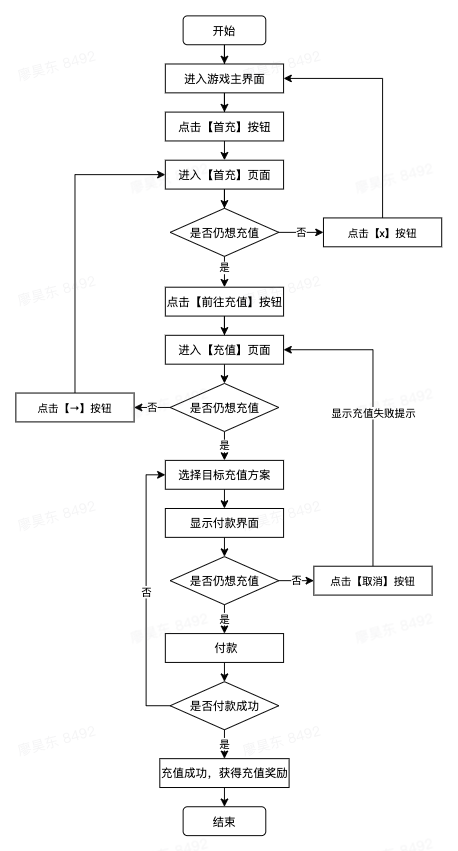 开始
进入游戏主界面
点击【首充】按钮
进入【首充】页面
是否仍想充值
否
点击【x】按钮
是
点击【前往充值】按钮
进入【充值】页面
是否仍想充值
否
点击【→】按钮
显示充值失败提示
是
选择目标充值方案
显示付款界面
是否仍想充值
否
点击【取消】按钮
否
是
付款
是否付款成功
是
充值成功，获得充值奖励
结束